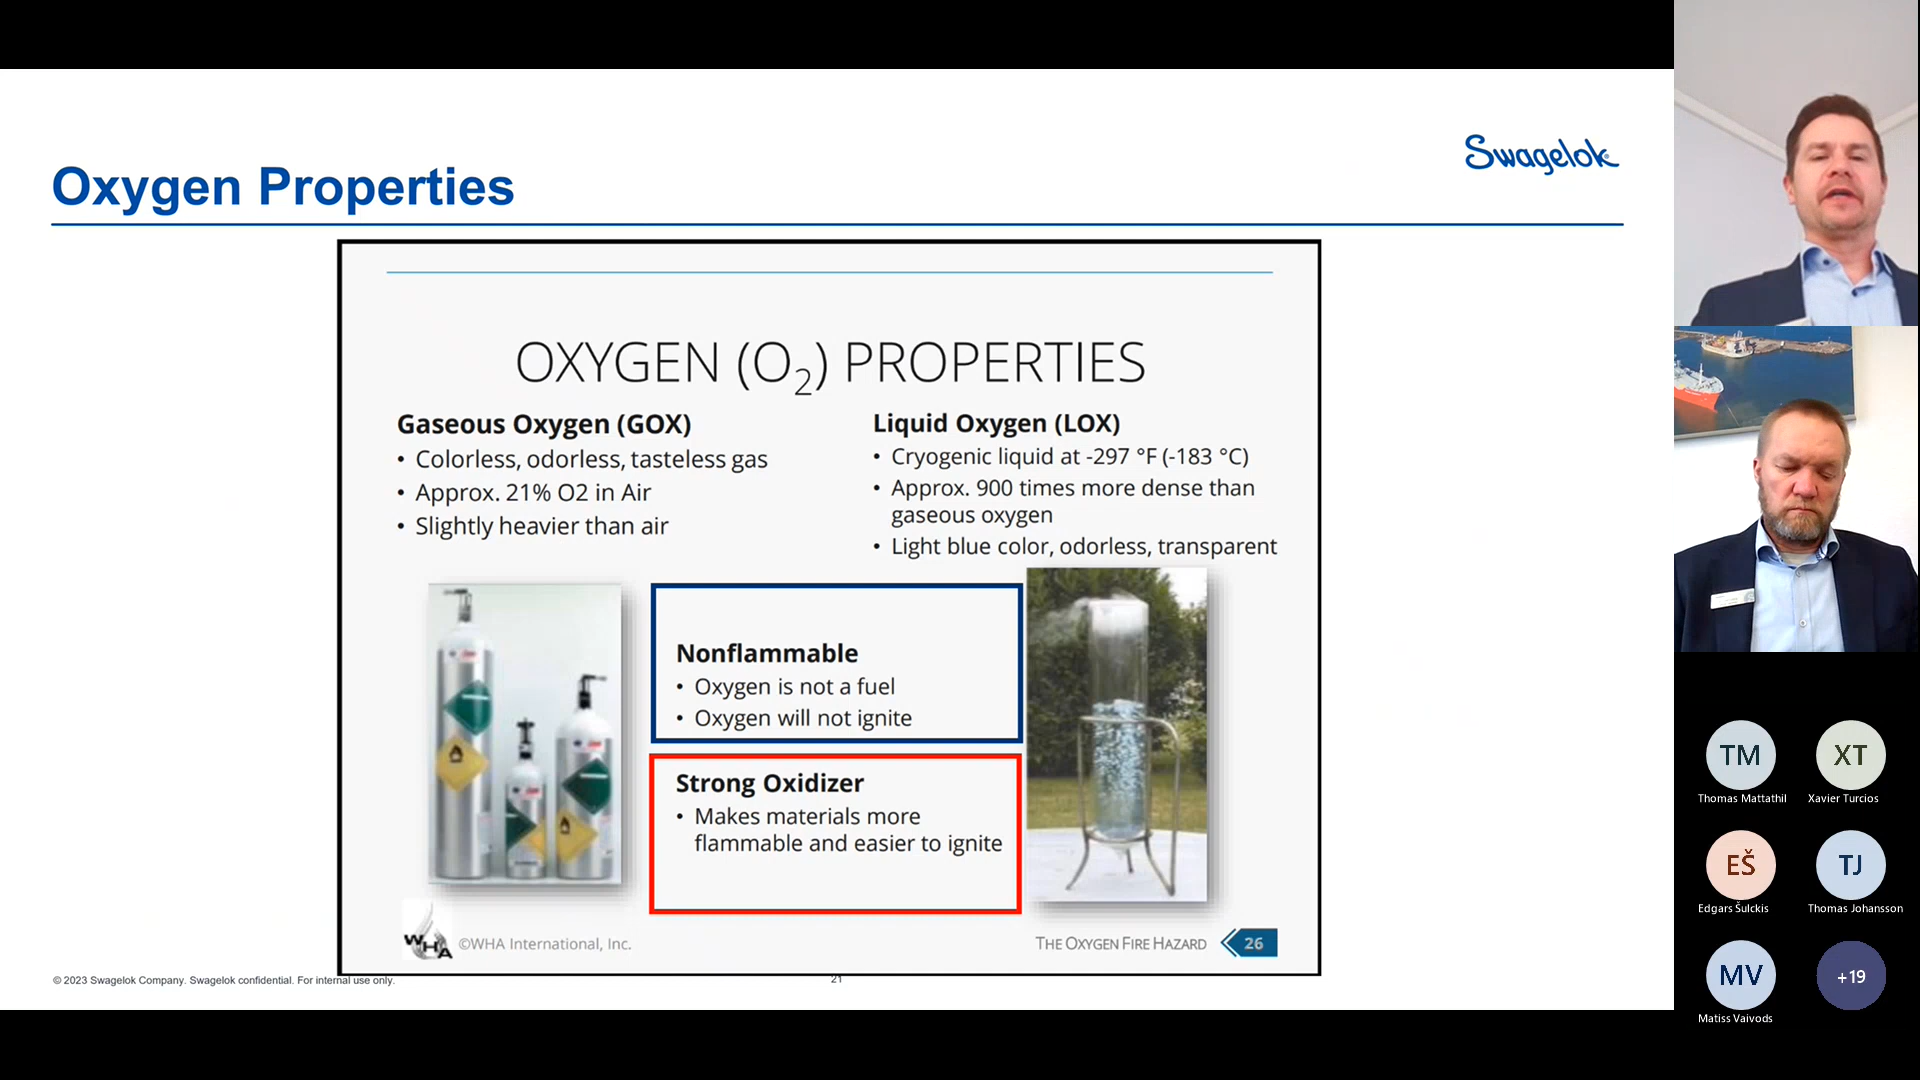 Swagelok
Oxygen Properties
OXYGEN (O2) PROPERTIES
Gaseous Oxygen (GOX)
• Colorless, odorless, tasteless gas
• Approx. 21% O2 in Air
• Slightly heavier than air
Liquid Oxygen (LOX)
• Cryogenic liquid at -297 °F (-183 °C)
• Approx. 900 times more dense than
gaseous oxygen
• Light blue color, odorless, transparent
Nonflammable
• Oxygen is not a fuel
• Oxygen will not ignite
Strong Oxidizer
• Makes materials more
flammable and easier to ignite
WHA
©WHA International, Inc.
THE OXYGEN FIRE HAZARD
26
© 2023 Swagelok Company. Swagelok confidential. For internal use only.
21
TM
Thomas Mattathil
XT
Xavier Turcios
EŠ
Edgars Šulckis
TJ
Thomas Johansson
MV
Matiss Vaivods
+19